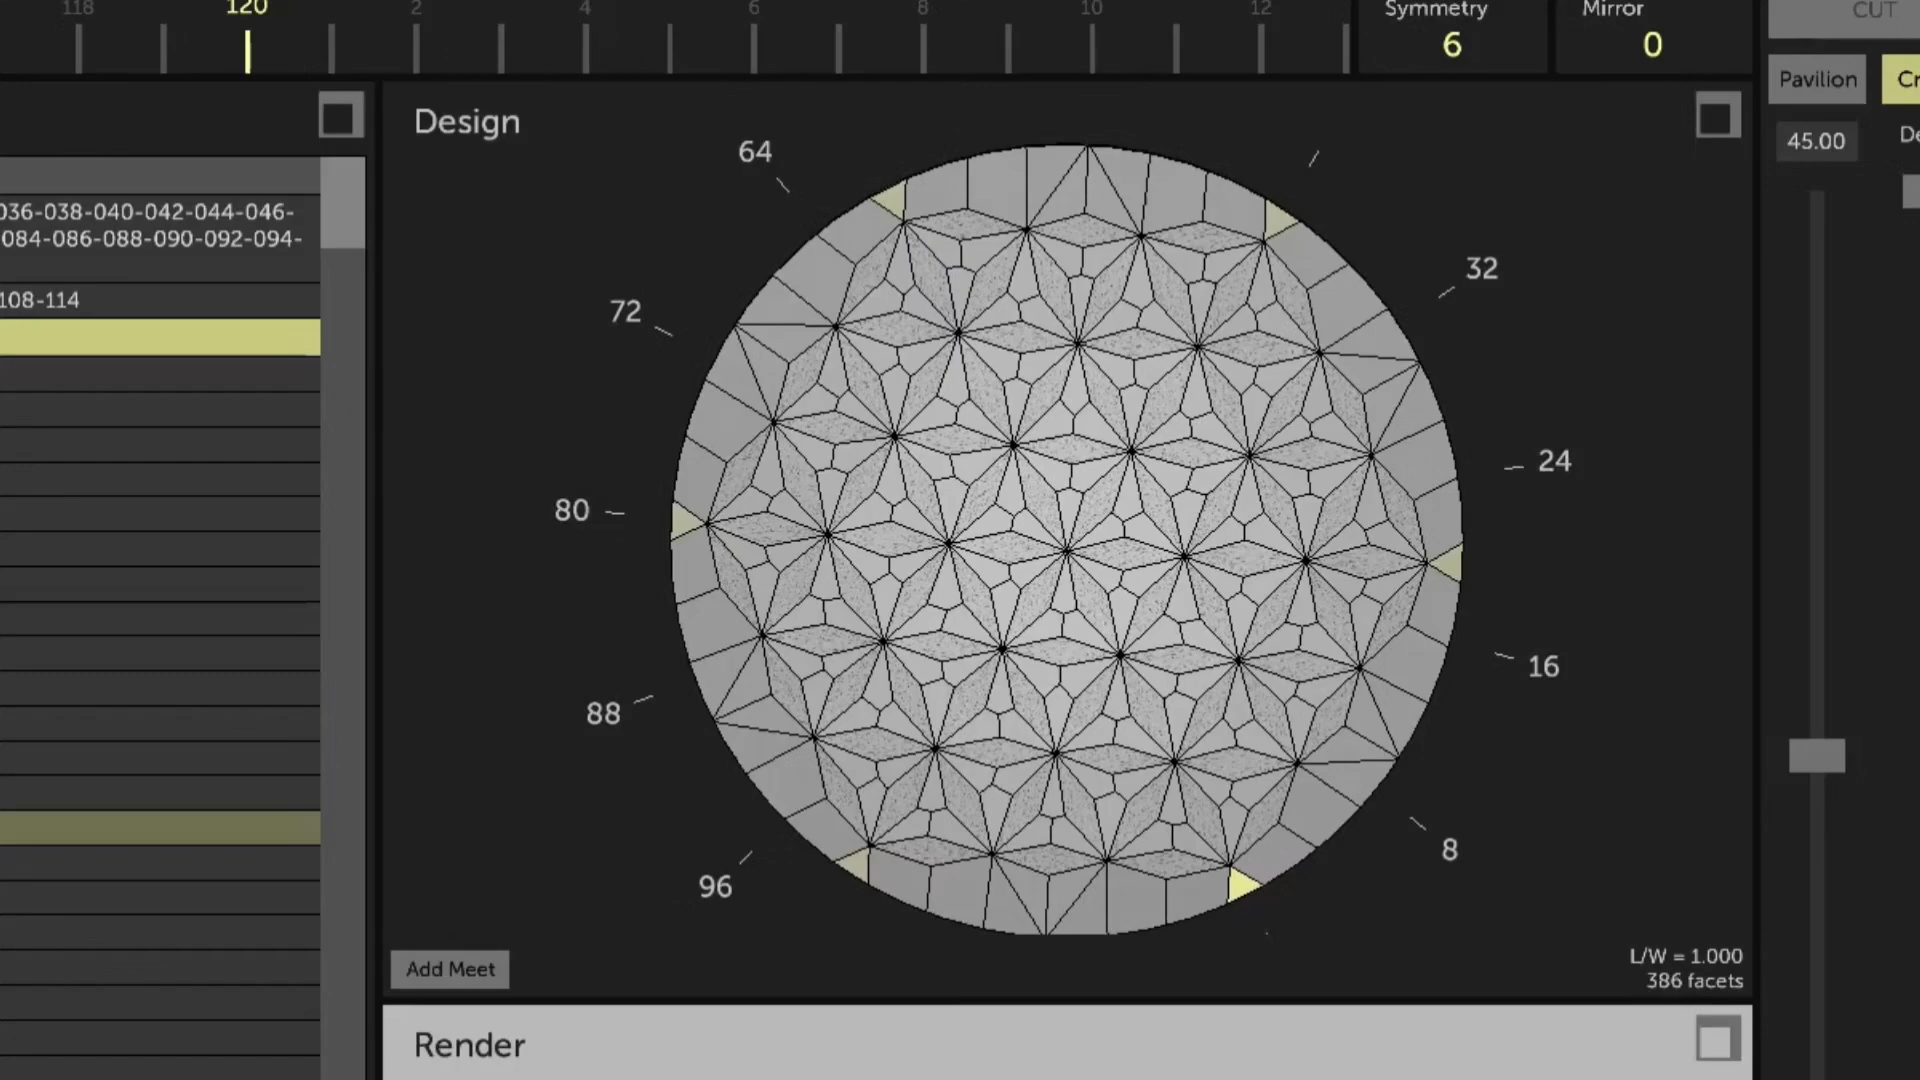 118 120 2 4 6 8 10 12
Symmetry
6
Mirror
0
CUT
Pavilion
45.00
036-038-040-042-044-046-
084-086-088-090-092-094-
108-114
Design
64
72
80
88
96
32
24
16
8
Add Meet
L/W = 1.000
386 facets
Render